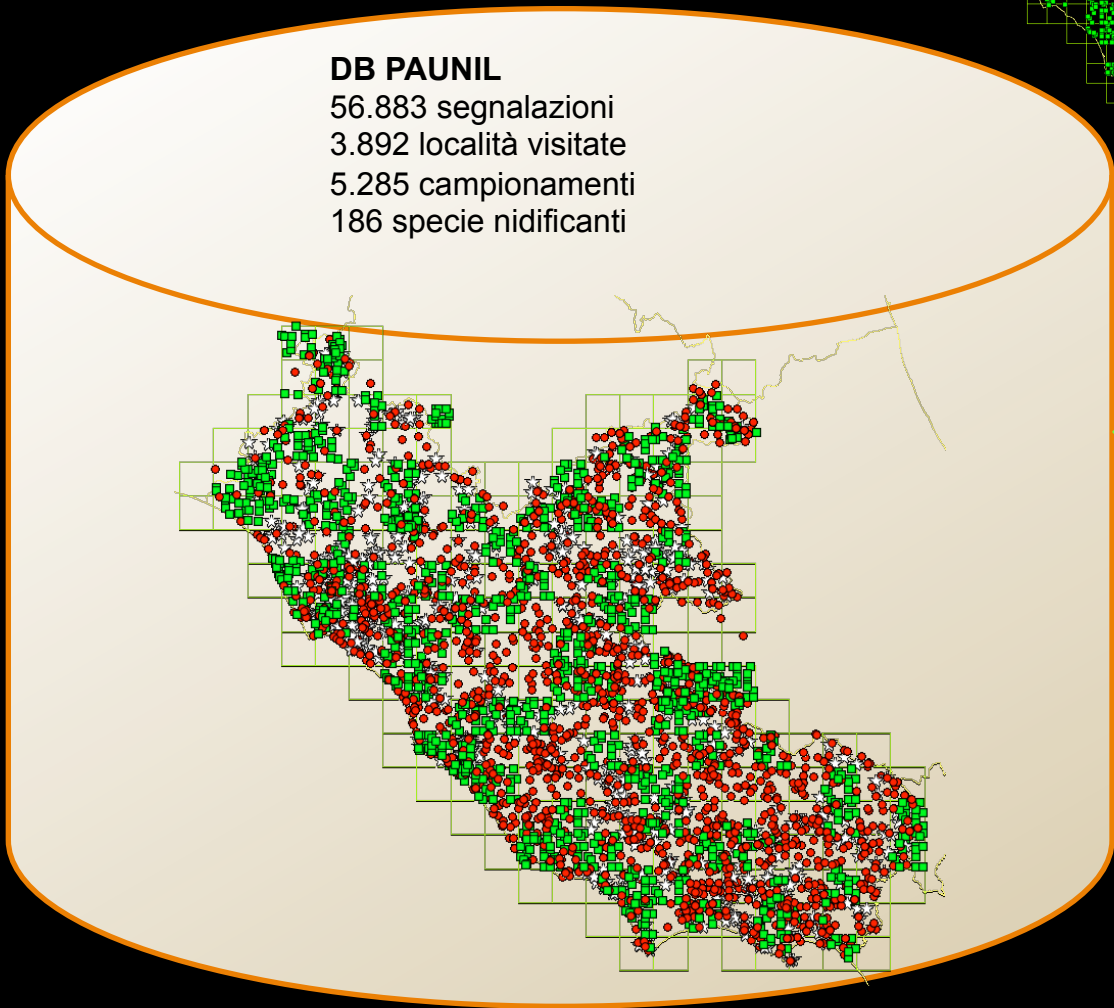 DB PAUNIL
56.883 segnalazioni
3.892 località visitate
5.285 campionamenti
186 specie nidificanti